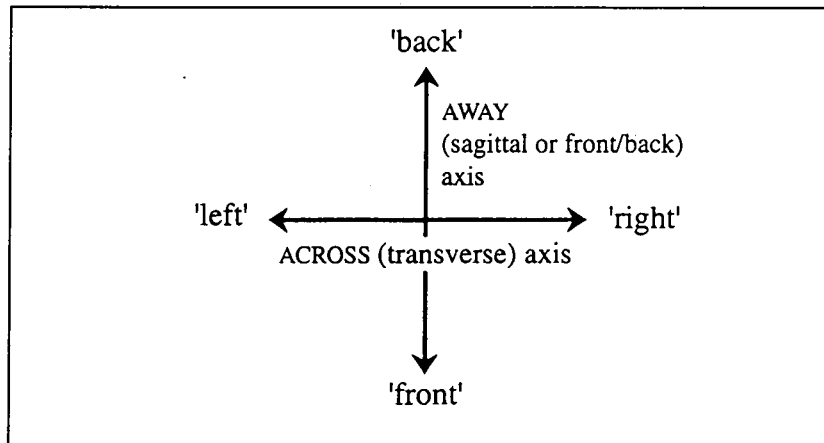 'back'
AWAY
(sagittal or front/back)
axis
'left'
'right'
ACROSS (transverse) axis
'front'